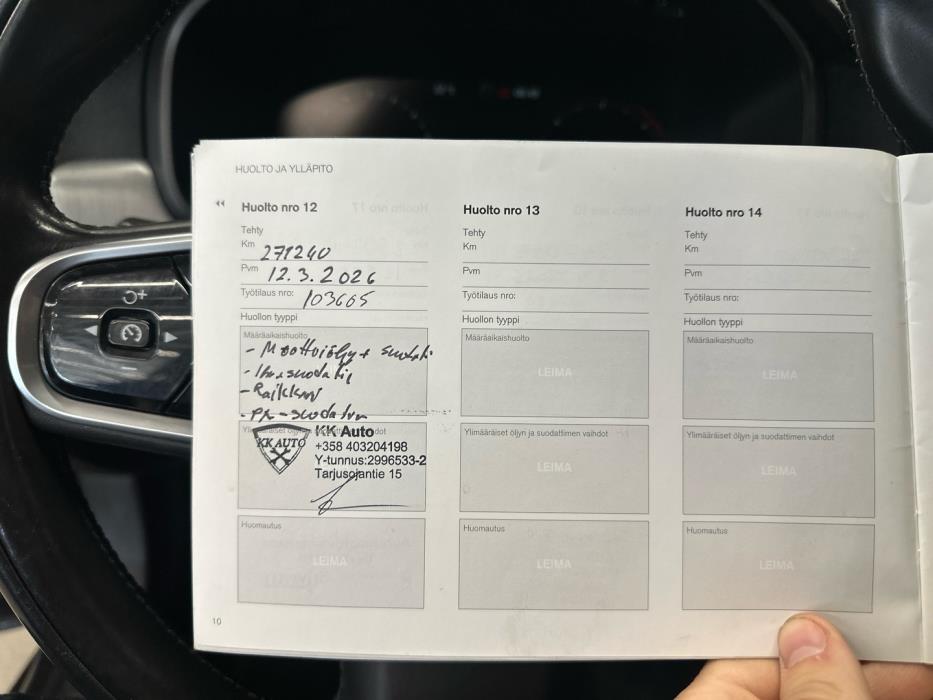 HUOLTO JA YLLÄPITO
Huolto nro 12
Tehty
Km 271240
Pvm 12.3.2026
Työtilaus nro: 103665
Huollon tyyppi
Määräaikaishuolto
- Moottoriöljy + suodatin
- Ilmasuodatin
- Raitisilma
- PA-suodatin
KK AUTO
KK Auto
+358 403204198
Y-tunnus:2996533-2
Tarjusojantie 15
Huomautus
LEIMA
Huolto nro 13
Tehty
Km
Pvm
Työtilaus nro:
Huollon tyyppi
Määräaikaishuolto
LEIMA
Ylimääräiset öljyn ja suodattimen vaihdot
LEIMA
Huomautus
LEIMA
Huolto nro 14
Tehty
Km
Pvm
Työtilaus nro:
Huollon tyyppi
Määräaikaishuolto
LEIMA
Ylimääräiset öljyn ja suodattimen vaihdot
LEIMA
Huomautus
LEIMA
10